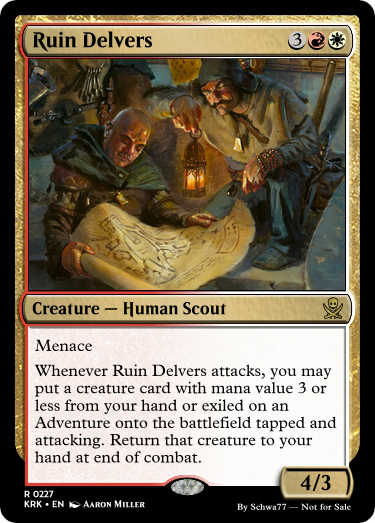 Ruin Delvers 3
Creature — Human Scout
Menace
Whenever Ruin Delvers attacks, you may
put a creature card with mana value 3 or
less from your hand or exiled on an
Adventure onto the battlefield tapped and
attacking. Return that creature to your
hand at end of combat.
4/3
R 0227
KRK • EN Aaron Miller
By Schwa77 — Not for Sale